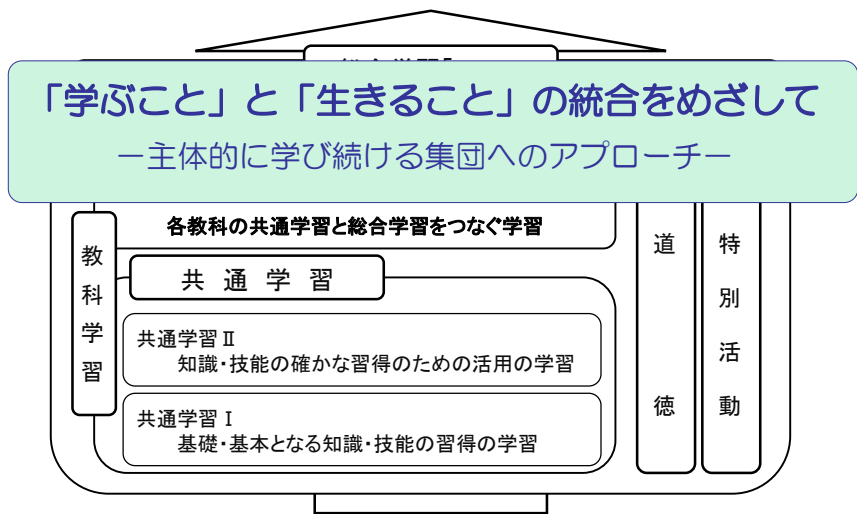 「学ぶこと」と「生きること」の統合をめざして
ー主体的に学び続ける集団へのアプローチー
各教科の共通学習と総合学習をつなぐ学習
教科学習
共通学習
共通学習Ⅱ
知識・技能の確かな習得のための活用の学習
共通学習Ⅰ
基礎・基本となる知識・技能の習得の学習
道徳
特別活動